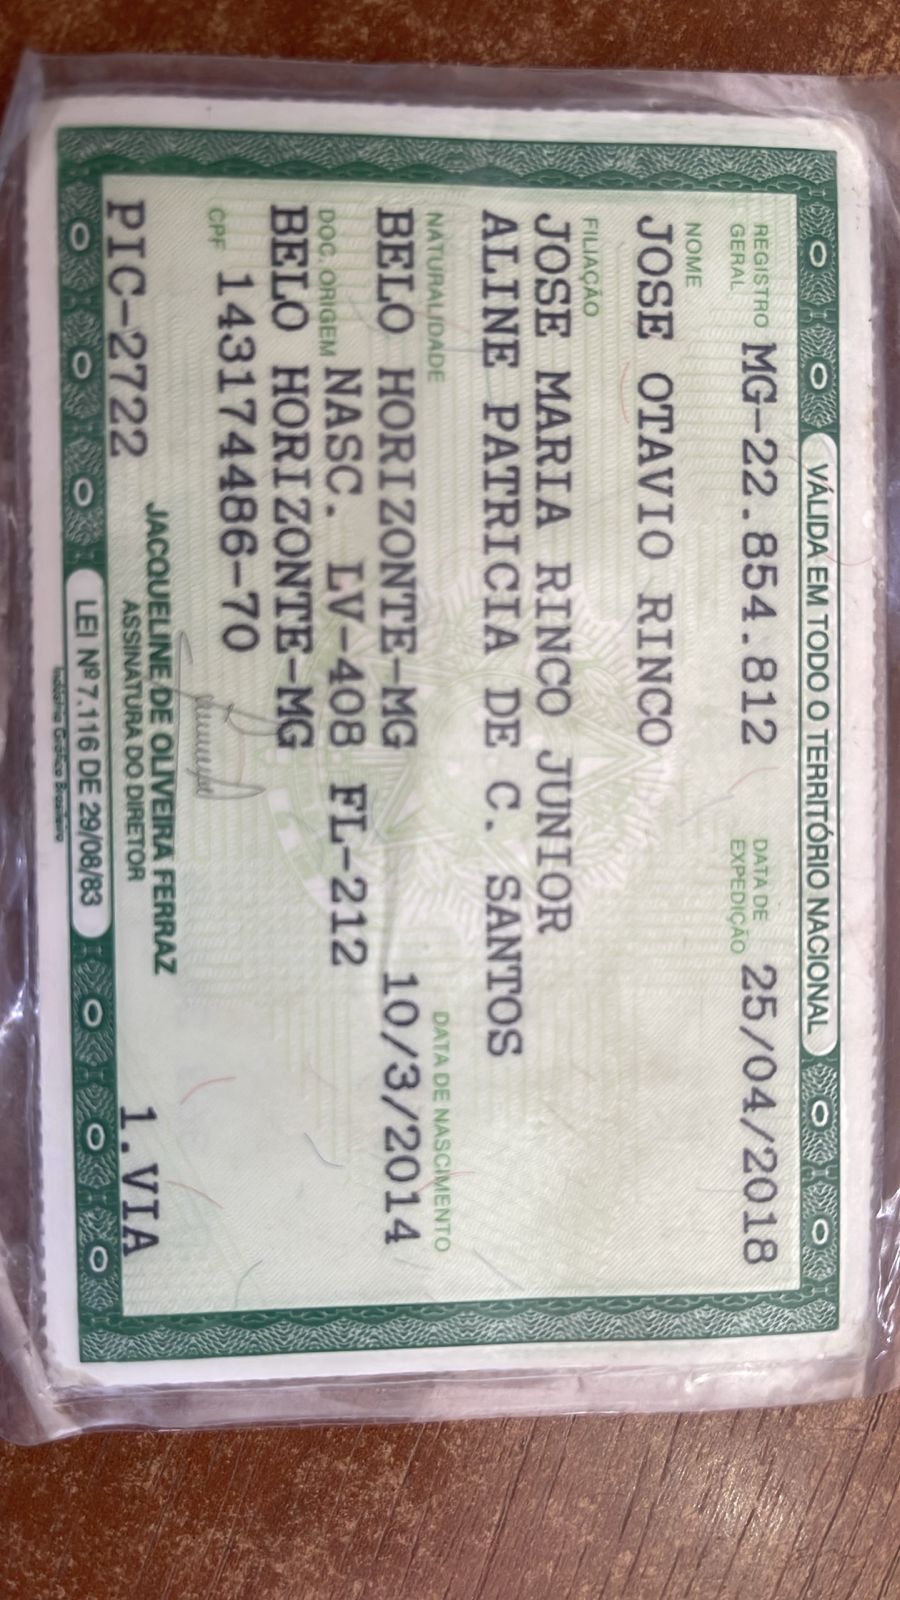 VÁLIDA EM TODO O TERRITÓRIO NACIONAL
REGISTRO GERAL MG-22.854.812 DATA DE EXPEDIÇÃO 25/04/2018
NOME
JOSE OTAVIO RINCO
FILIAÇÃO
JOSE MARIA RINCO JUNIOR
ALINE PATRICIA DE C. SANTOS
NATURALIDADE DATA DE NASCIMENTO
BELO HORIZONTE-MG 10/3/2014
DOC. ORIGEM NASC. LV-408 FL-212
BELO HORIZONTE-MG
CPF 143174486-70
JACQUELINE DE OLIVEIRA FERRAZ
PIC-2722 ASSINATURA DO DIRETOR 1.VIA
LEI Nº 7.116 DE 29/08/83